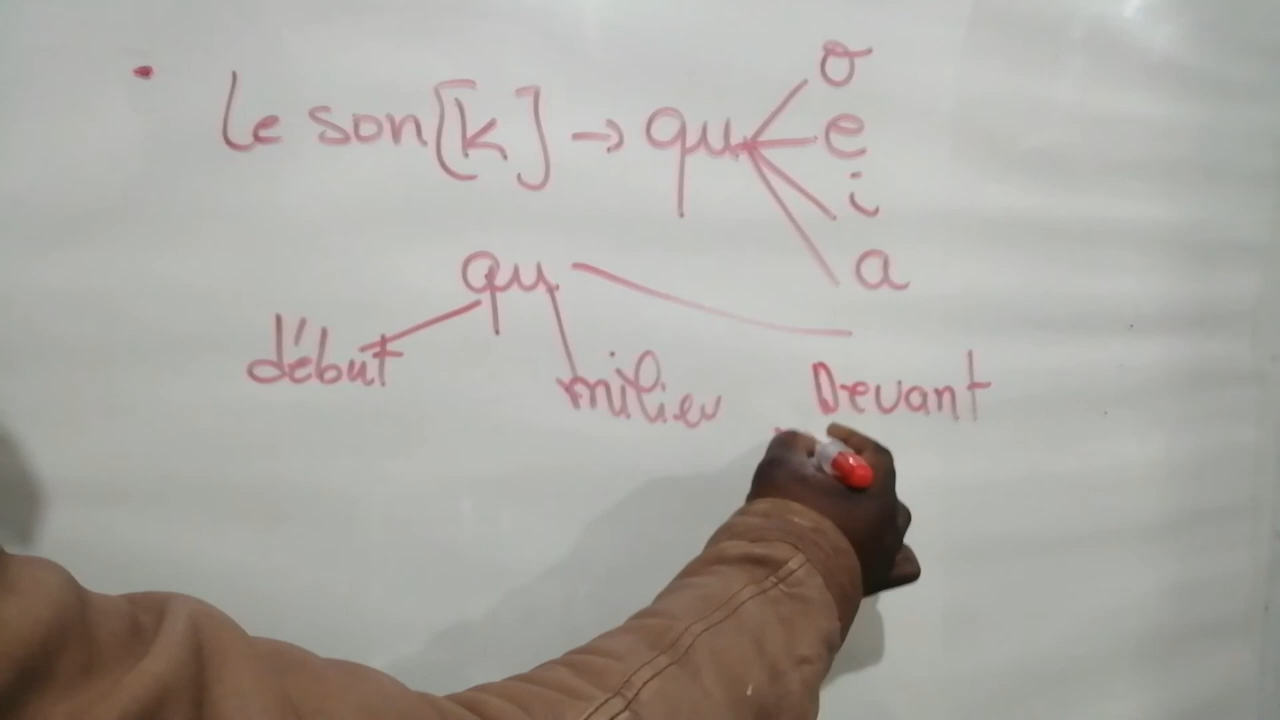 Le son [k] → qu
o
e
i
a
qu
début milieu Devant